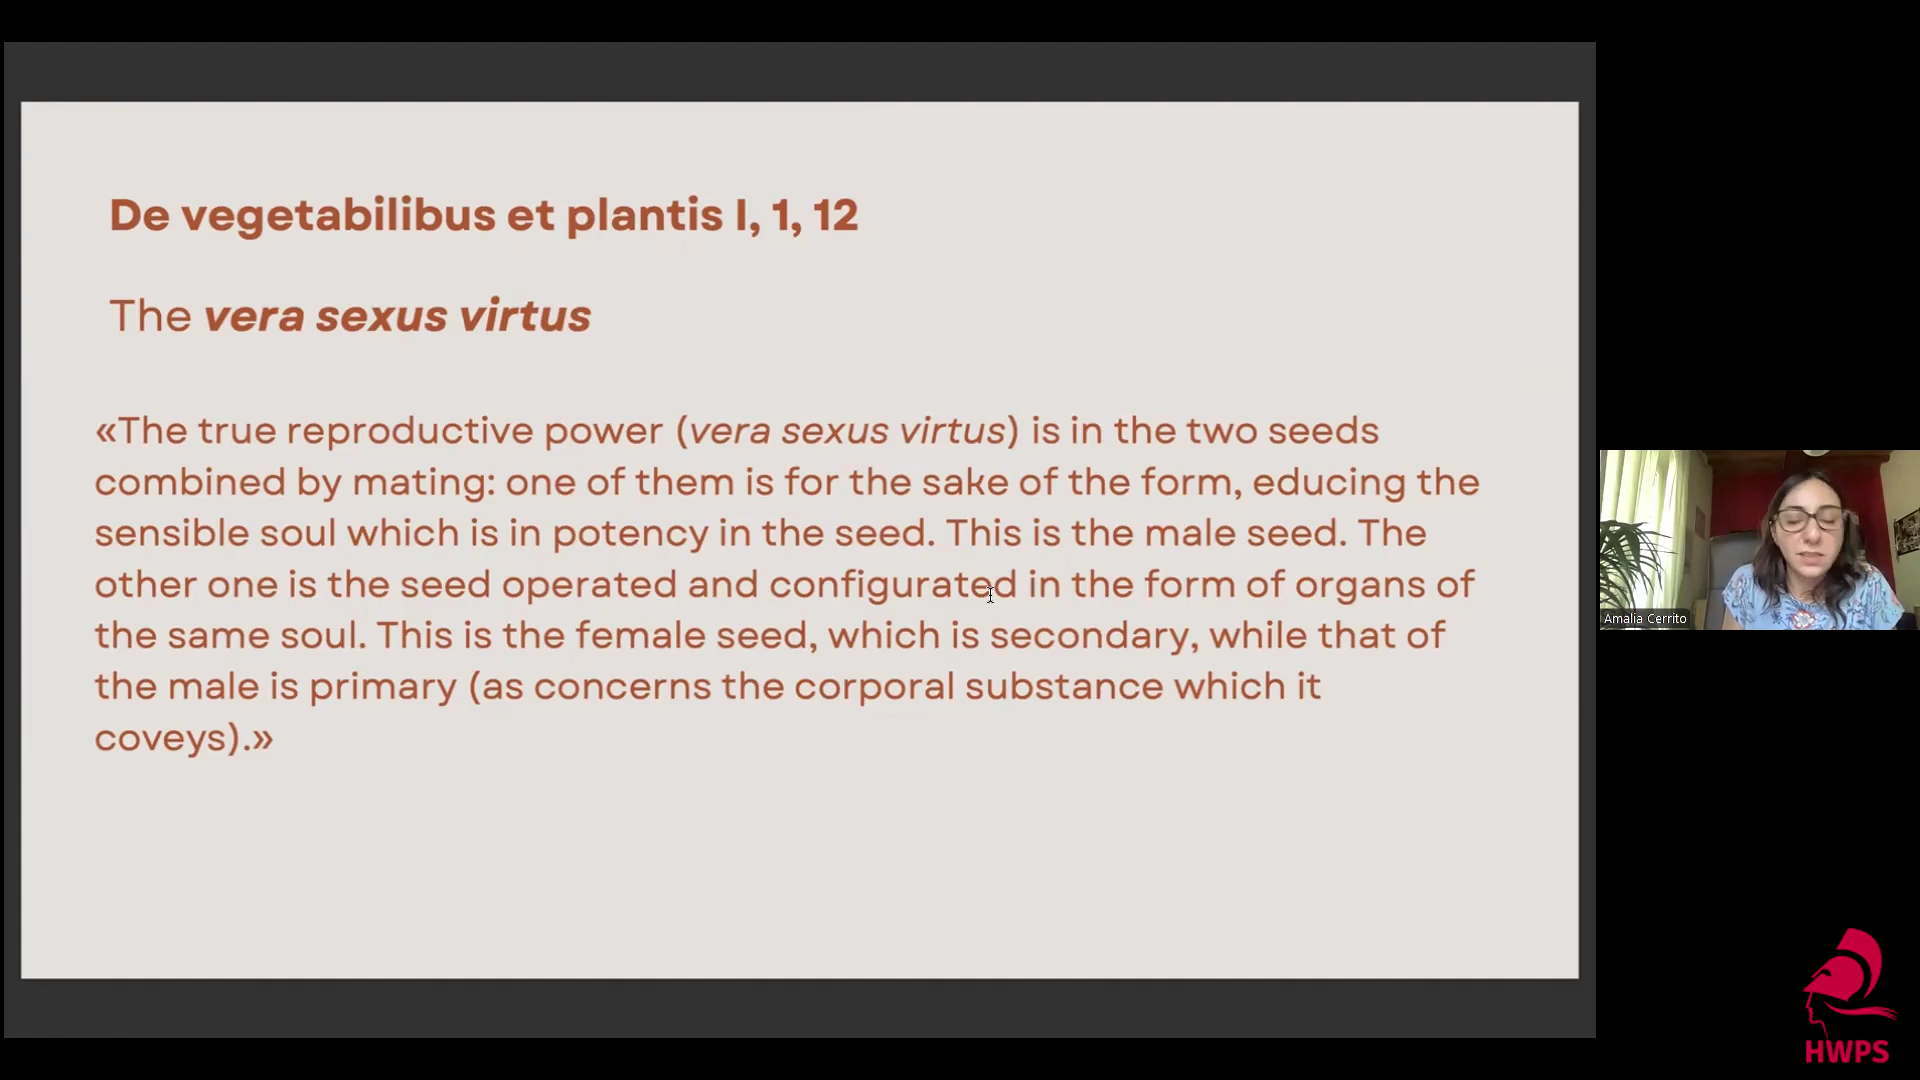 De vegetabilibus et plantis I, 1, 12
The vera sexus virtus
«The true reproductive power (vera sexus virtus) is in the two seeds
combined by mating: one of them is for the sake of the form, educing the
sensible soul which is in potency in the seed. This is the male seed. The
other one is the seed operated and configurated in the form of organs of
the same soul. This is the female seed, which is secondary, while that of
the male is primary (as concerns the corporal substance which it
coveys).»
Amalia Cerrito
HWPS